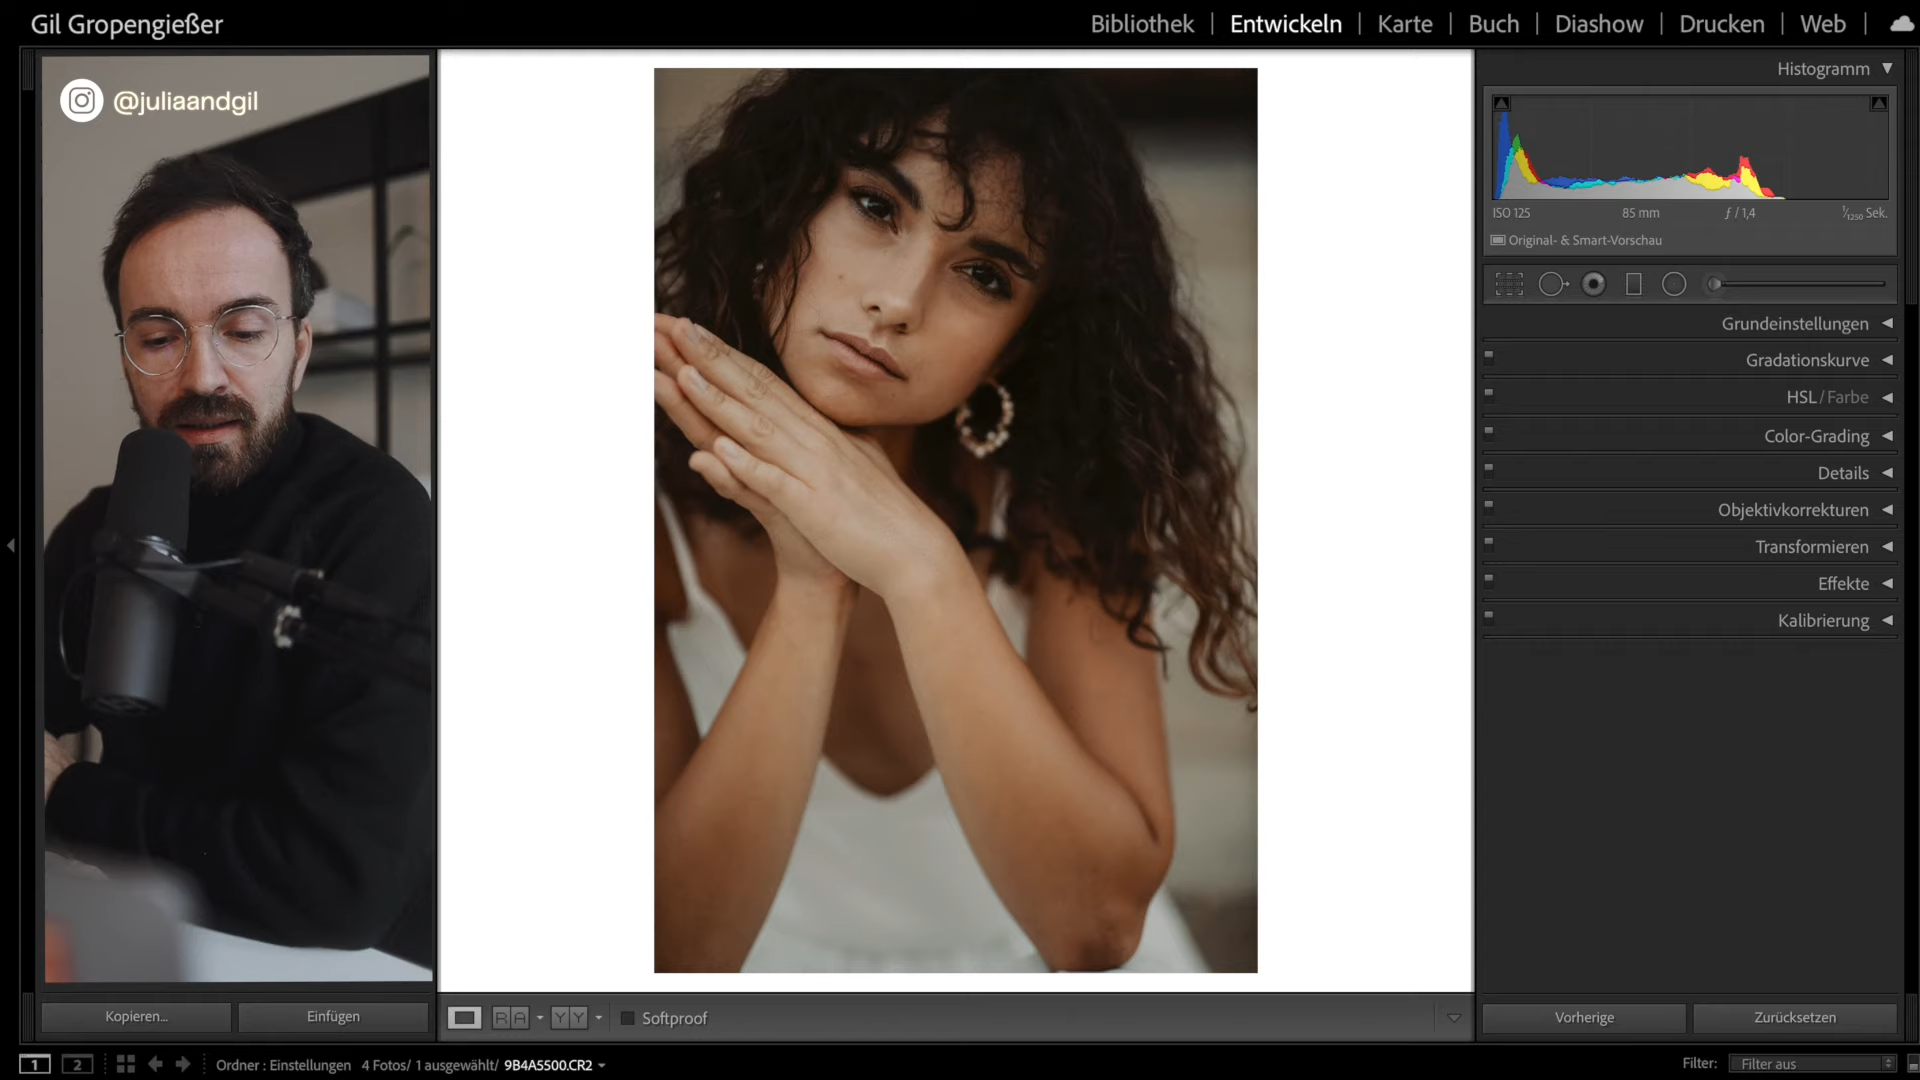 Gil Gropengießer
Bibliothek | Entwickeln | Karte | Buch | Diashow | Drucken | Web |
@juliaandgil
Histogramm
ISO 125 85 mm ƒ / 1,4 1/1250 Sek.
Original- & Smart-Vorschau
Grundeinstellungen
Gradationskurve
HSL / Farbe
Color-Grading
Details
Objektivkorrekturen
Transformieren
Effekte
Kalibrierung
Kopieren... Einfügen
R A Y Y Softproof
Vorherige Zurücksetzen
1 2 Ordner : Einstellungen 4 Fotos/ 1 ausgewählt/ 9B4A5500.CR2
Filter: Filter aus